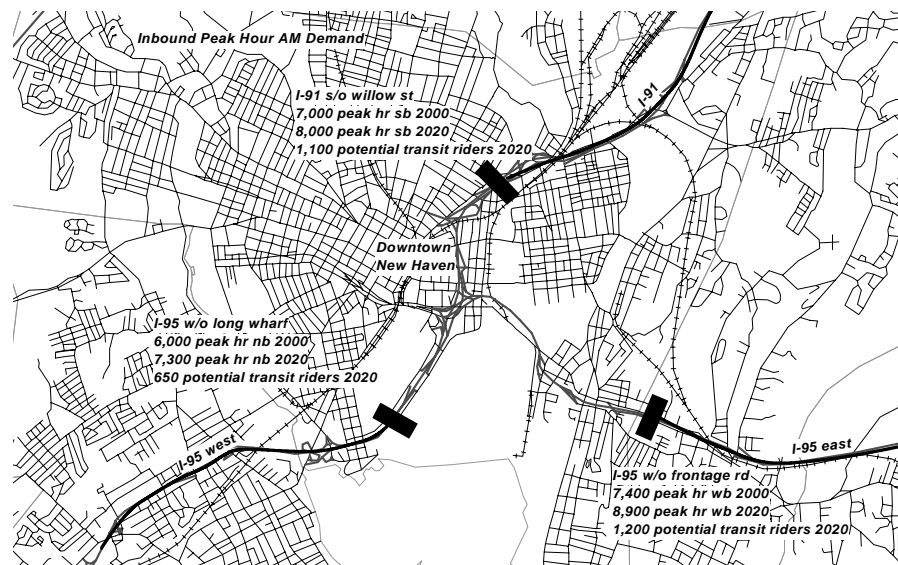 Inbound Peak Hour AM Demand
I-91 s/o willow st
7,000 peak hr sb 2000
8,000 peak hr sb 2020
1,100 potential transit riders 2020
I-91
Downtown
New Haven
I-95 w/o long wharf
6,000 peak hr nb 2000
7,300 peak hr nb 2020
650 potential transit riders 2020
I-95 west
I-95 east
I-95 w/o frontage rd
7,400 peak hr wb 2000
8,900 peak hr wb 2020
1,200 potential transit riders 2020